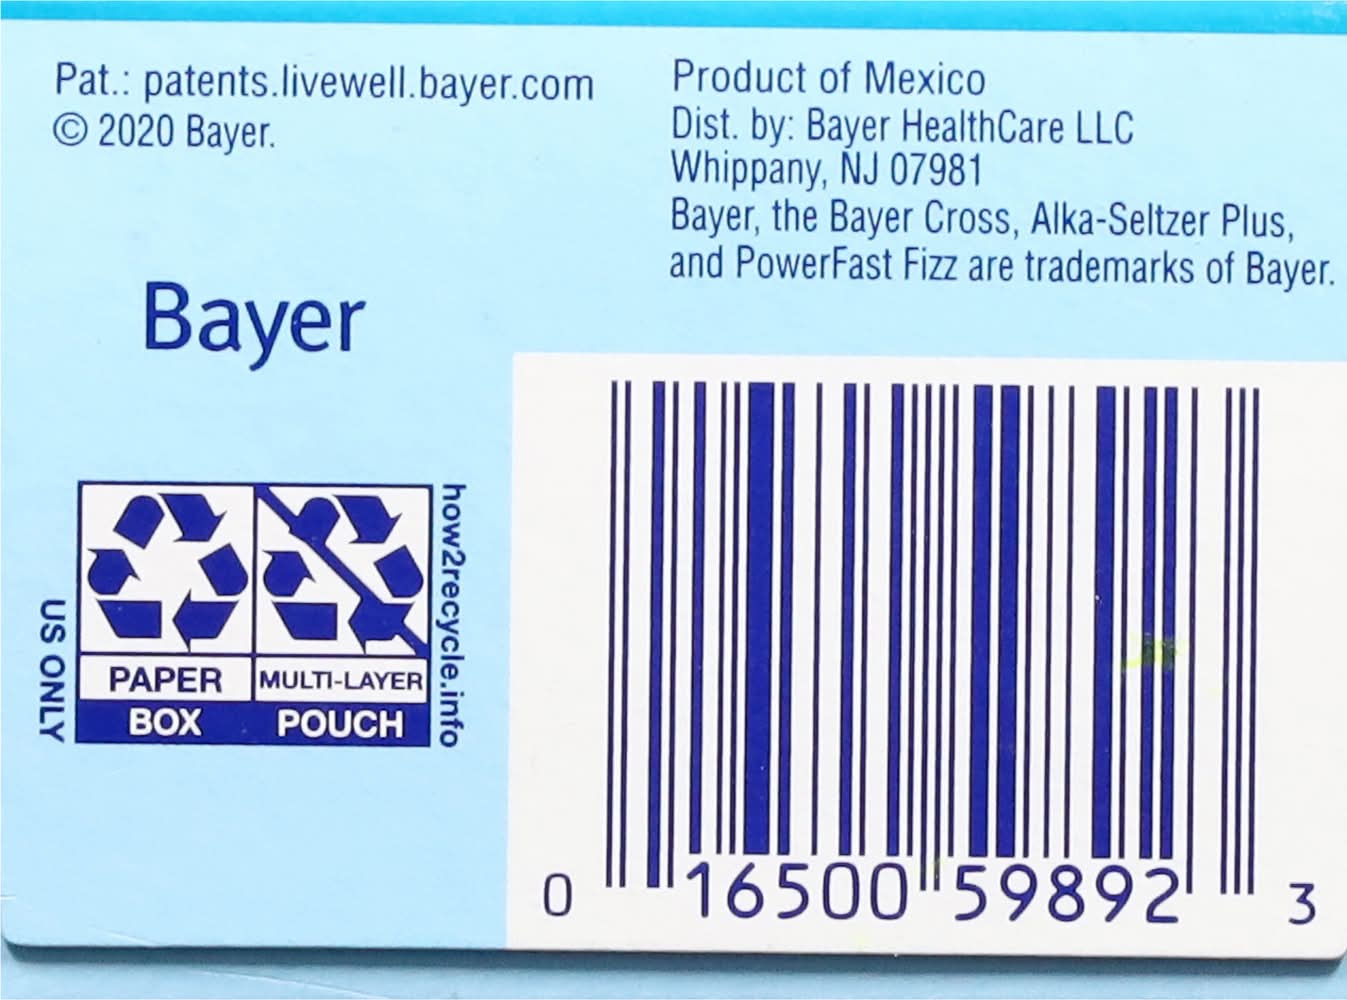 Pat.: patents.livewell.bayer.com
© 2020 Bayer.
Product of Mexico
Dist. by: Bayer HealthCare LLC
Whippany, NJ 07981
Bayer, the Bayer Cross, Alka-Seltzer Plus,
and PowerFast Fizz are trademarks of Bayer.
Bayer
US ONLY
PAPER
BOX
MULTI-LAYER
POUCH
how2recycle.info
0 16500 59892 3